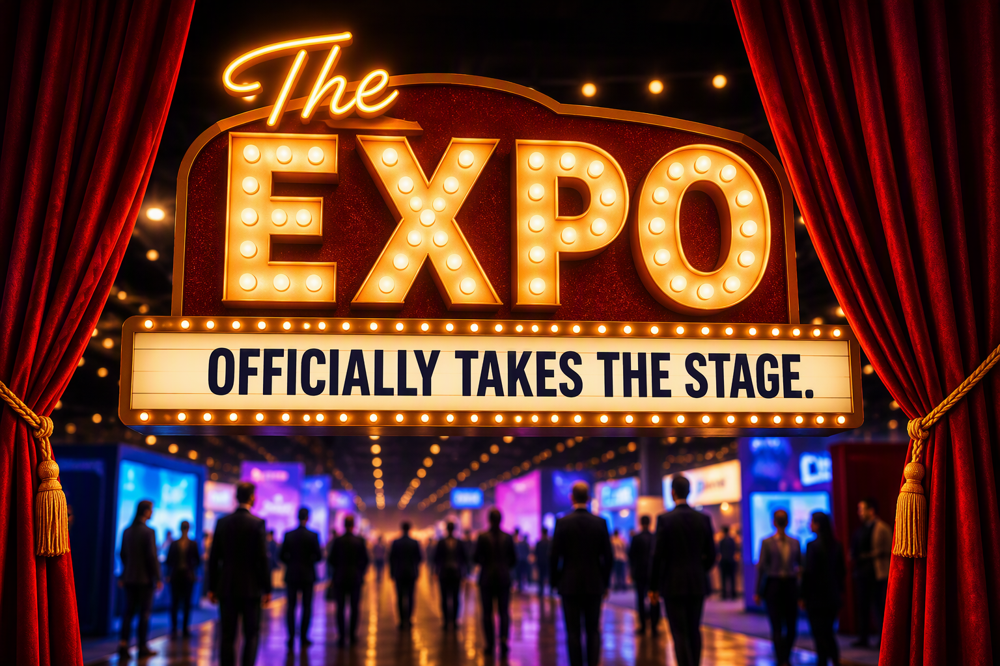 The
EXPO
OFFICIALLY TAKES THE STAGE.